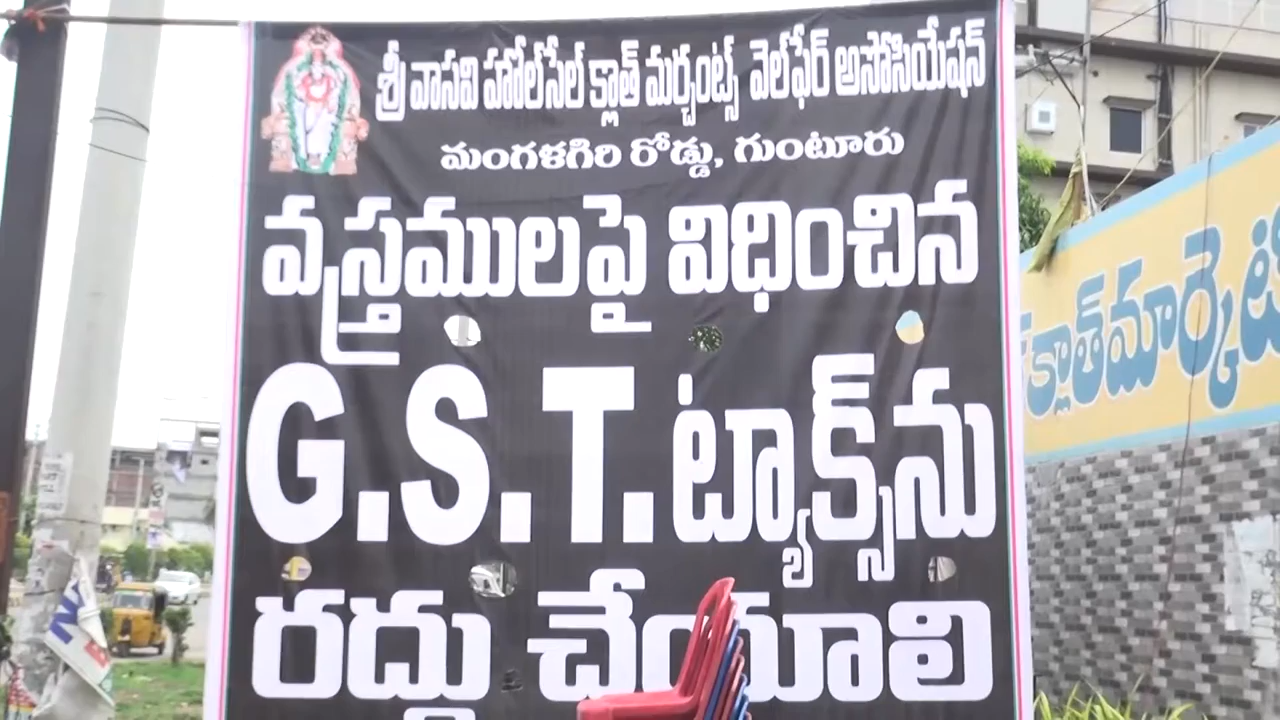 శ్రీ వాసవి హోల్‌సేల్ క్లాత్ మర్చంట్స్ వెల్‌ఫేర్ అసోసియేషన్
మంగళగిరి రోడ్డు, గుంటూరు
వస్త్రములపై విధించిన
G.S.T. ట్యాక్స్‌ను
రద్దు చేయాలి
క్లాత్ మార్కెట్